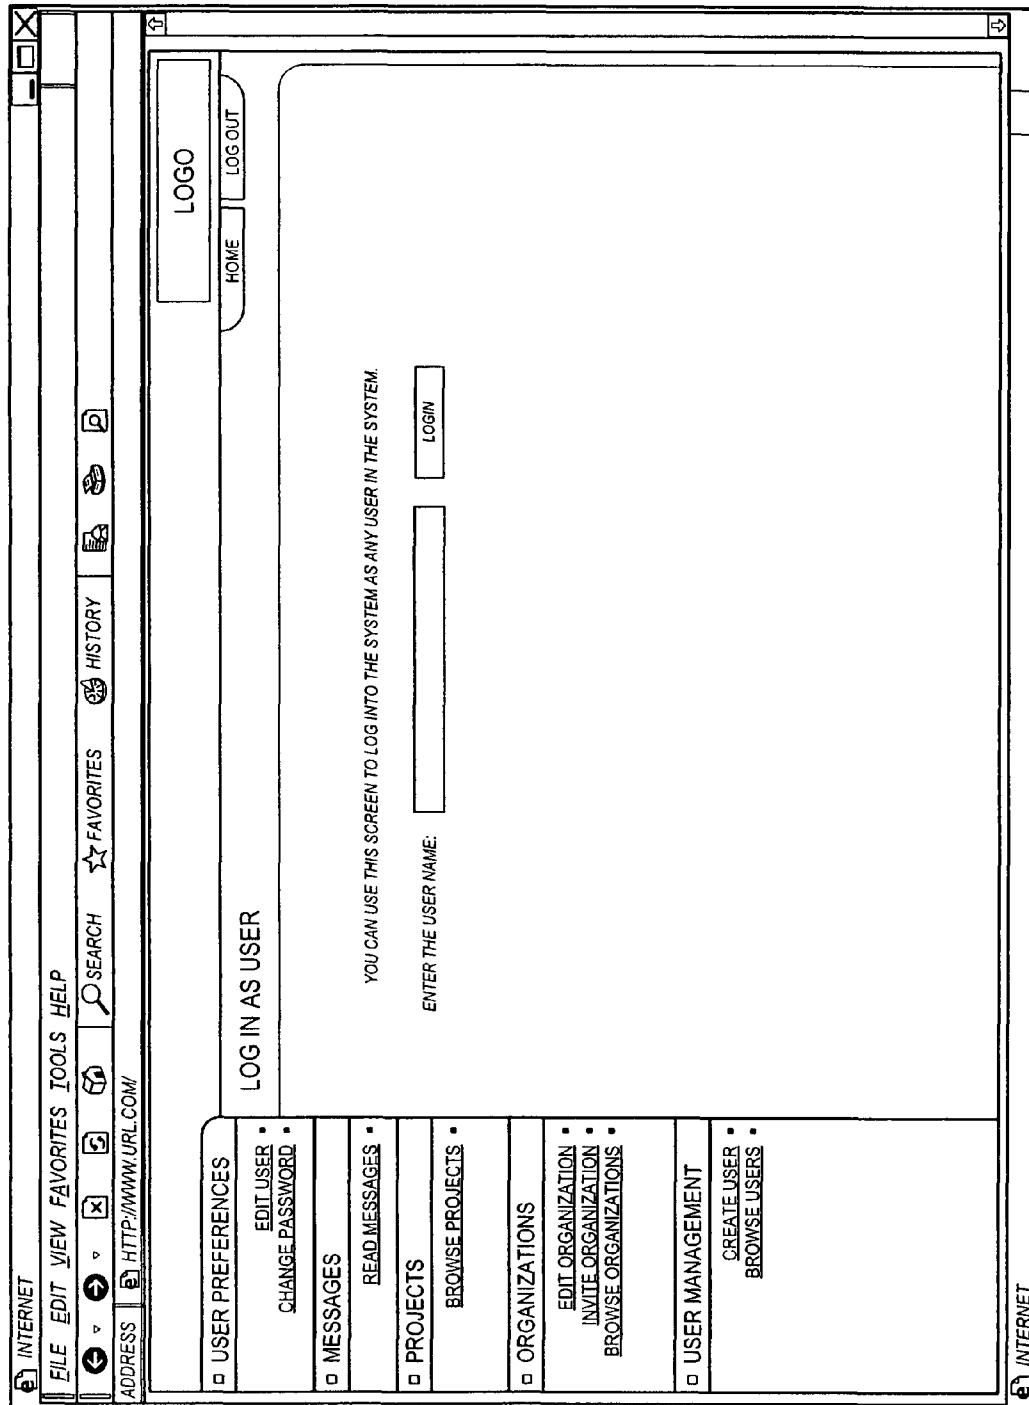 INTERNET
FILE EDIT VIEW FAVORITES TOOLS HELP
SEARCH FAVORITES HISTORY
ADDRESS HTTP://WWW.URL.COM/
LOGO
HOME LOG OUT
LOG IN AS USER
USER PREFERENCES
EDIT USER
CHANGE PASSWORD
MESSAGES
READ MESSAGES
PROJECTS
BROWSE PROJECTS
ORGANIZATIONS
EDIT ORGANIZATION
INVITE ORGANIZATION
BROWSE ORGANIZATIONS
USER MANAGEMENT
CREATE USER
BROWSE USERS
YOU CAN USE THIS SCREEN TO LOG INTO THE SYSTEM AS ANY USER IN THE SYSTEM.
ENTER THE USER NAME: LOGIN
INTERNET